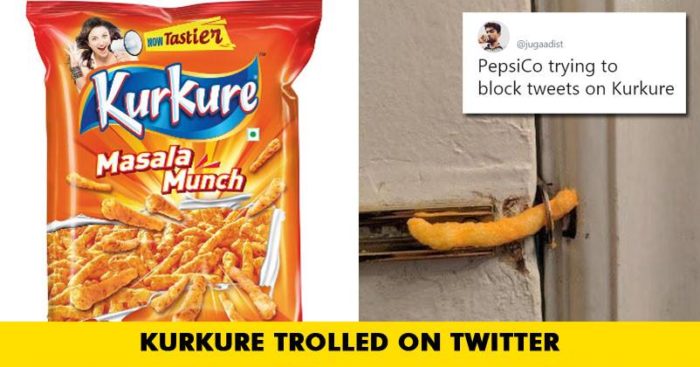 NOW Tastier
Kurkure
Masala
Munch
@jugaadist
PepsiCo trying to
block tweets on Kurkure
KURKURE TROLLED ON TWITTER